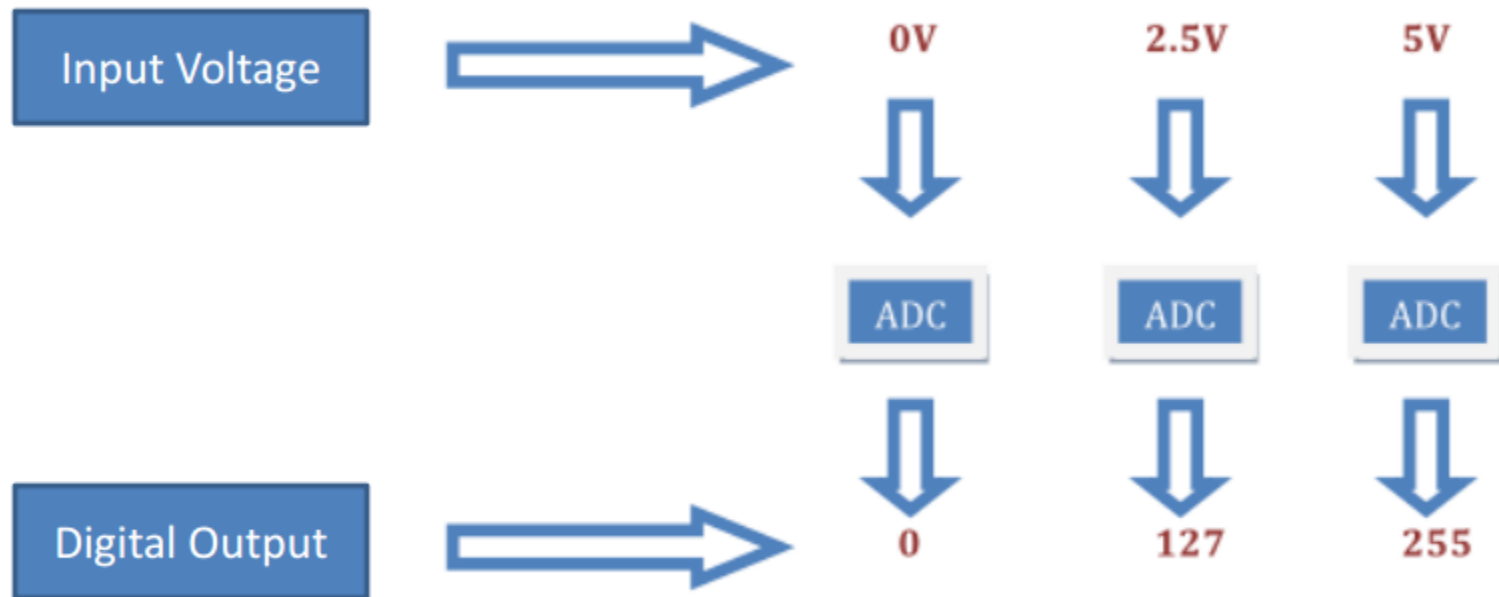 Input Voltage
0V 2.5V 5V
ADC ADC ADC
Digital Output
0 127 255